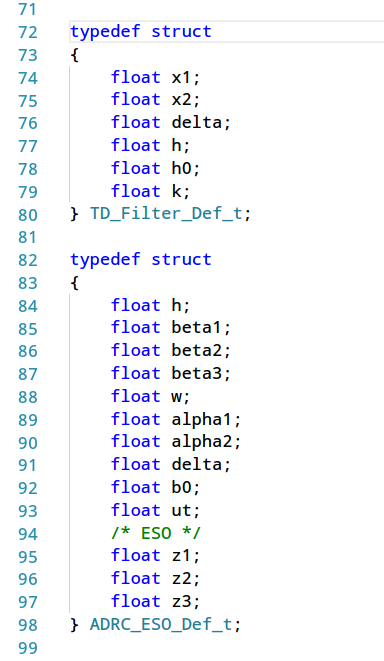 71
72 typedef struct
73 {
74     float x1;
75     float x2;
76     float delta;
77     float h;
78     float h0;
79     float k;
80 } TD_Filter_Def_t;
81
82 typedef struct
83 {
84     float h;
85     float beta1;
86     float beta2;
87     float beta3;
88     float w;
89     float alpha1;
90     float alpha2;
91     float delta;
92     float b0;
93     float ut;
94     /* ESO */
95     float z1;
96     float z2;
97     float z3;
98 } ADRC_ESO_Def_t;
99